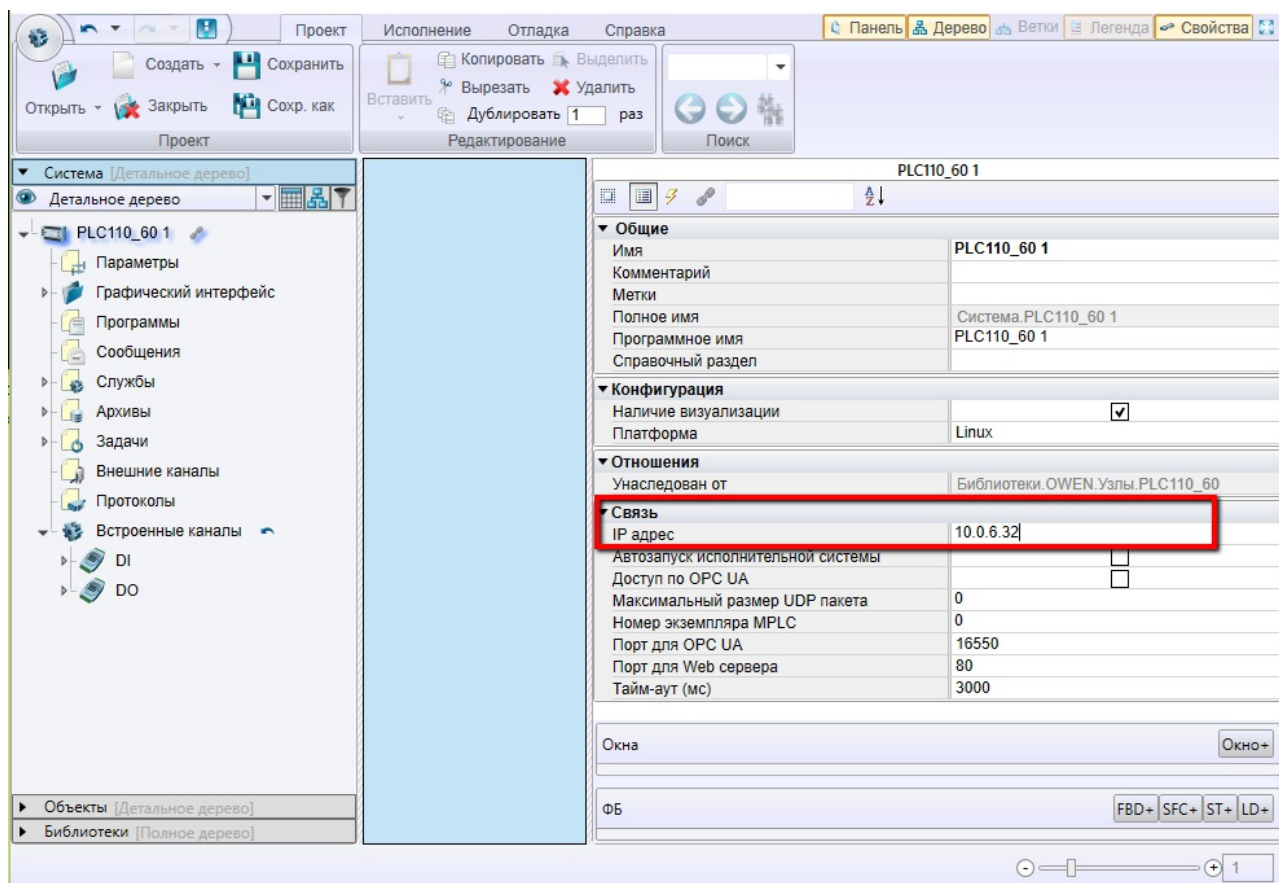 Проект Исполнение Отладка Справка Панель Дерево Ветки Легенда Свойства
Открыть Создать Сохранить
Закрыть Сохр. как
Проект
Вставить Копировать Выделить
Вырезать Удалить
Дублировать 1 раз
Редактирование
Поиск
Система [Детальное дерево]
Детальное дерево
PLC110_60 1
Параметры
Графический интерфейс
Программы
Сообщения
Службы
Архивы
Задачи
Внешние каналы
Протоколы
Встроенные каналы
DI
DO
Объекты [Детальное дерево]
Библиотеки [Полное дерево]
PLC110_60 1
Общие
Имя PLC110_60 1
Комментарий
Метки
Полное имя Система.PLC110_60 1
Программное имя PLC110_60 1
Справочный раздел
Конфигурация
Наличие визуализации
Платформа Linux
Отношения
Унаследован от Библиотеки.OWEN.Узлы.PLC110_60
Связь
IP адрес 10.0.6.32
Автозапуск исполнительной системы
Доступ по OPC UA
Максимальный размер UDP пакета 0
Номер экземпляра MPLC 0
Порт для OPC UA 16550
Порт для Web сервера 80
Тайм-аут (мс) 3000
Окна Окно+
ФБ FBD+ SFC+ ST+ LD+
1